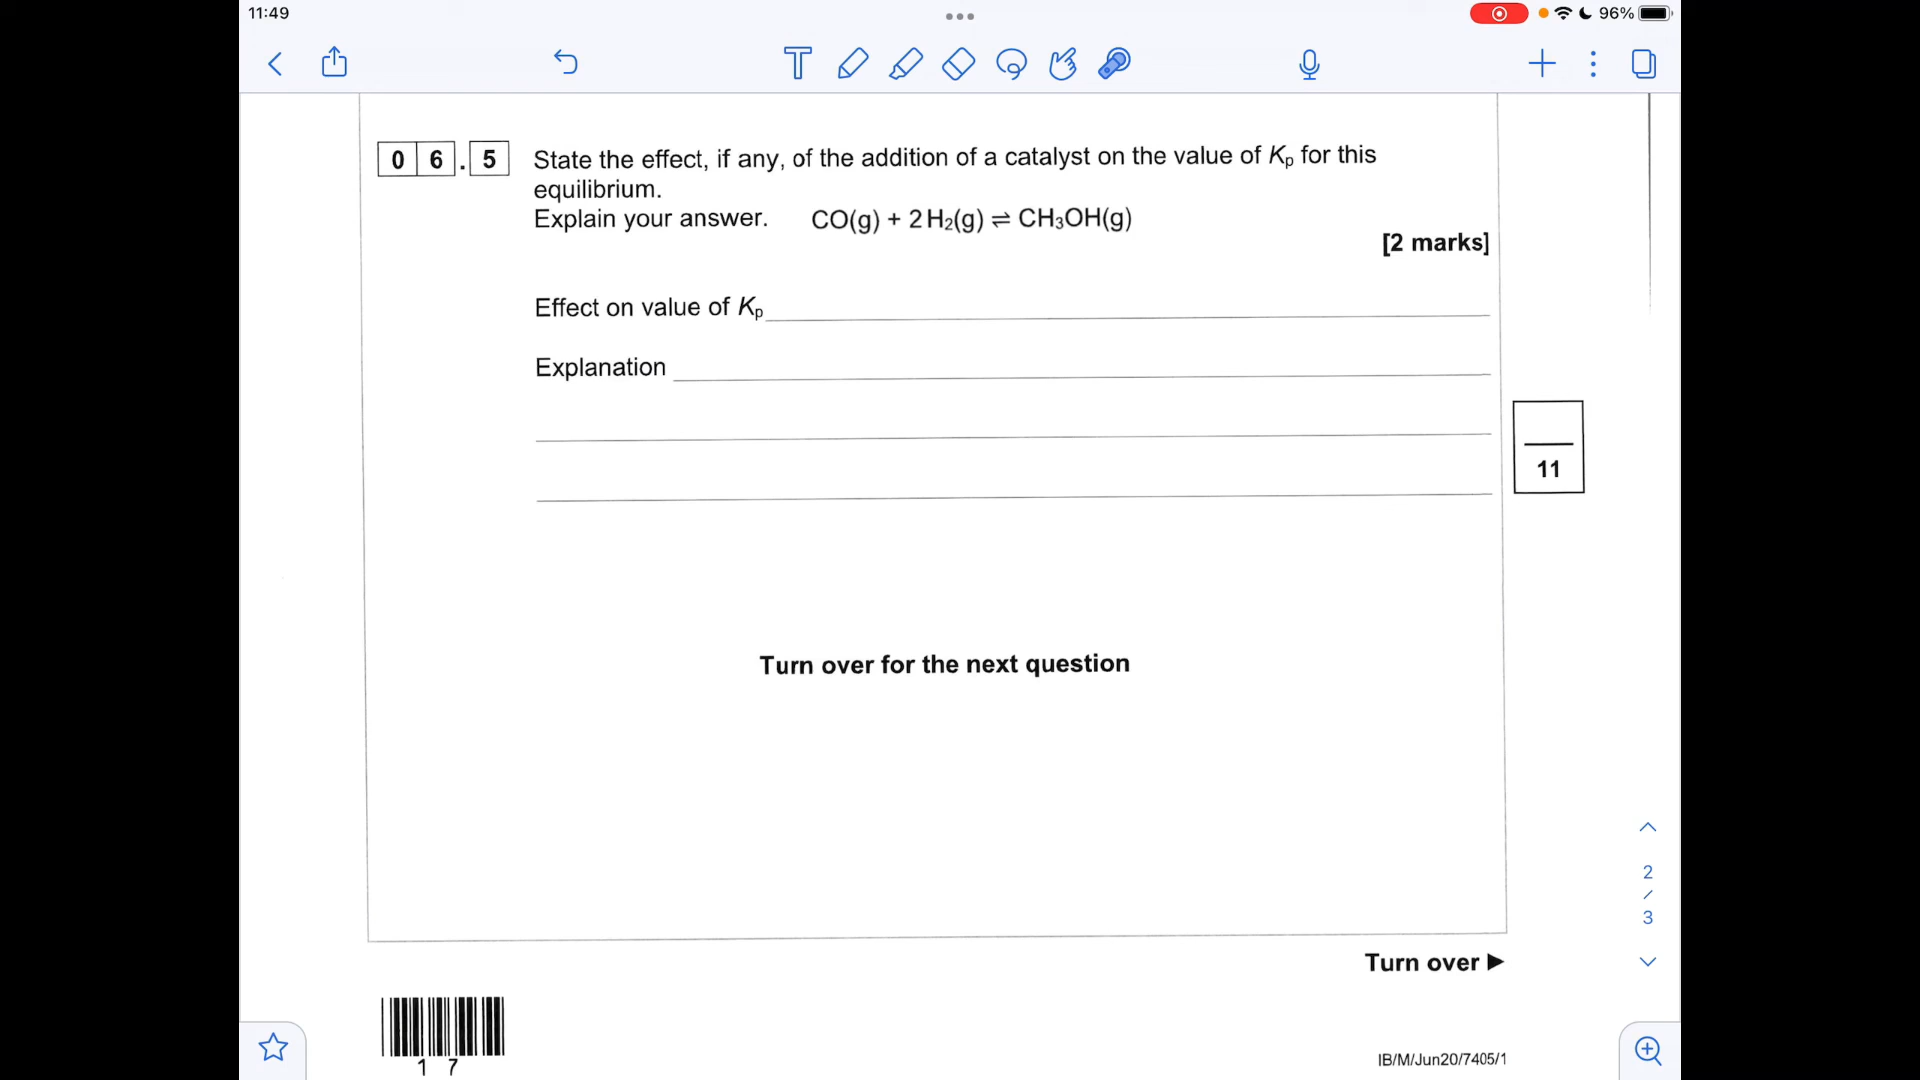 11:49
96%
0 6 . 5 State the effect, if any, of the addition of a catalyst on the value of Kp for this
equilibrium.
Explain your answer. CO(g) + 2 H2(g) ⇌ CH3OH(g)
[2 marks]
Effect on value of Kp
Explanation
11
Turn over for the next question
2
/
3
Turn over ►
1 7
IB/M/Jun20/7405/1